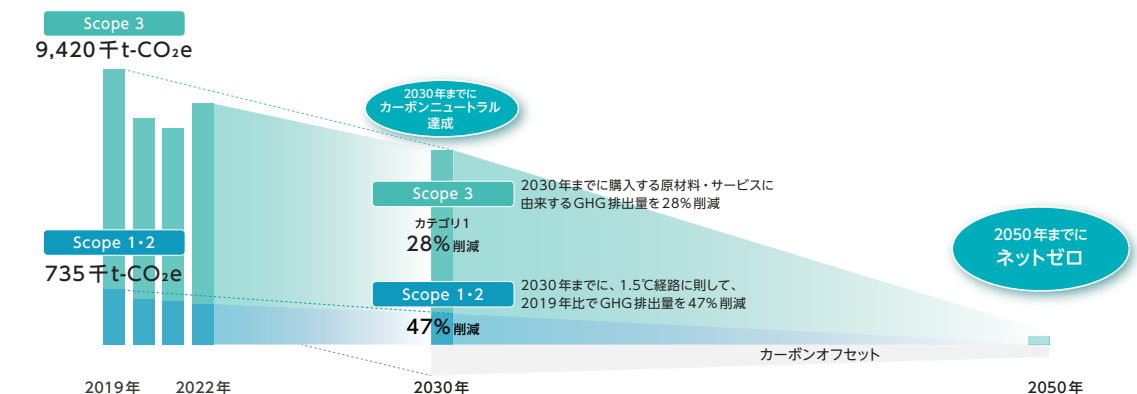 Scope 3
9,420千t-CO₂e
Scope 1・2
735千t-CO₂e
2030年までに
カーボンニュートラル
達成
Scope 3
カテゴリ1
28%削減
2030年までに購入する原材料・サービスに
由来するGHG排出量を28%削減
Scope 1・2
47%削減
2030年までに、1.5℃経路に則して、
2019年比でGHG排出量を47%削減
2050年までに
ネットゼロ
カーボンオフセット
2019年
2022年
2030年
2050年